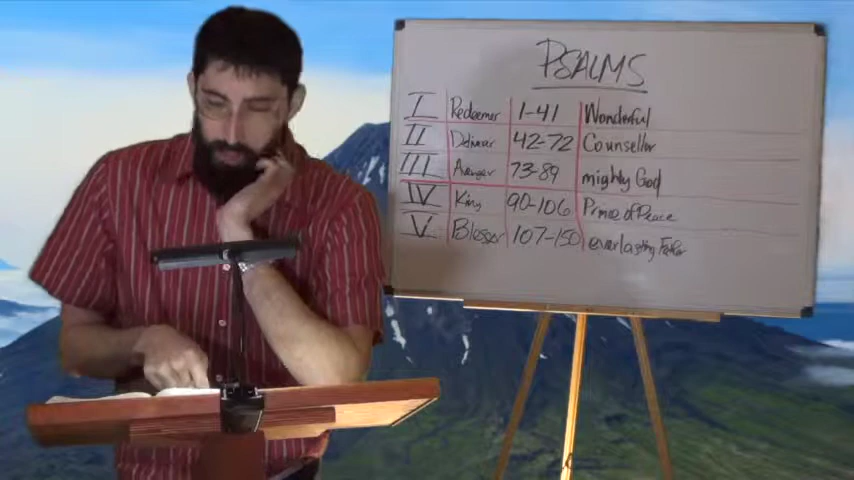 PSALMS
I Redeemer 1-41 Wonderful
II Deliverer 42-72 Counsellor
III Avenger 73-89 mighty God
IV King 90-106 Prince of Peace
V Blesser 107-150 everlasting Father